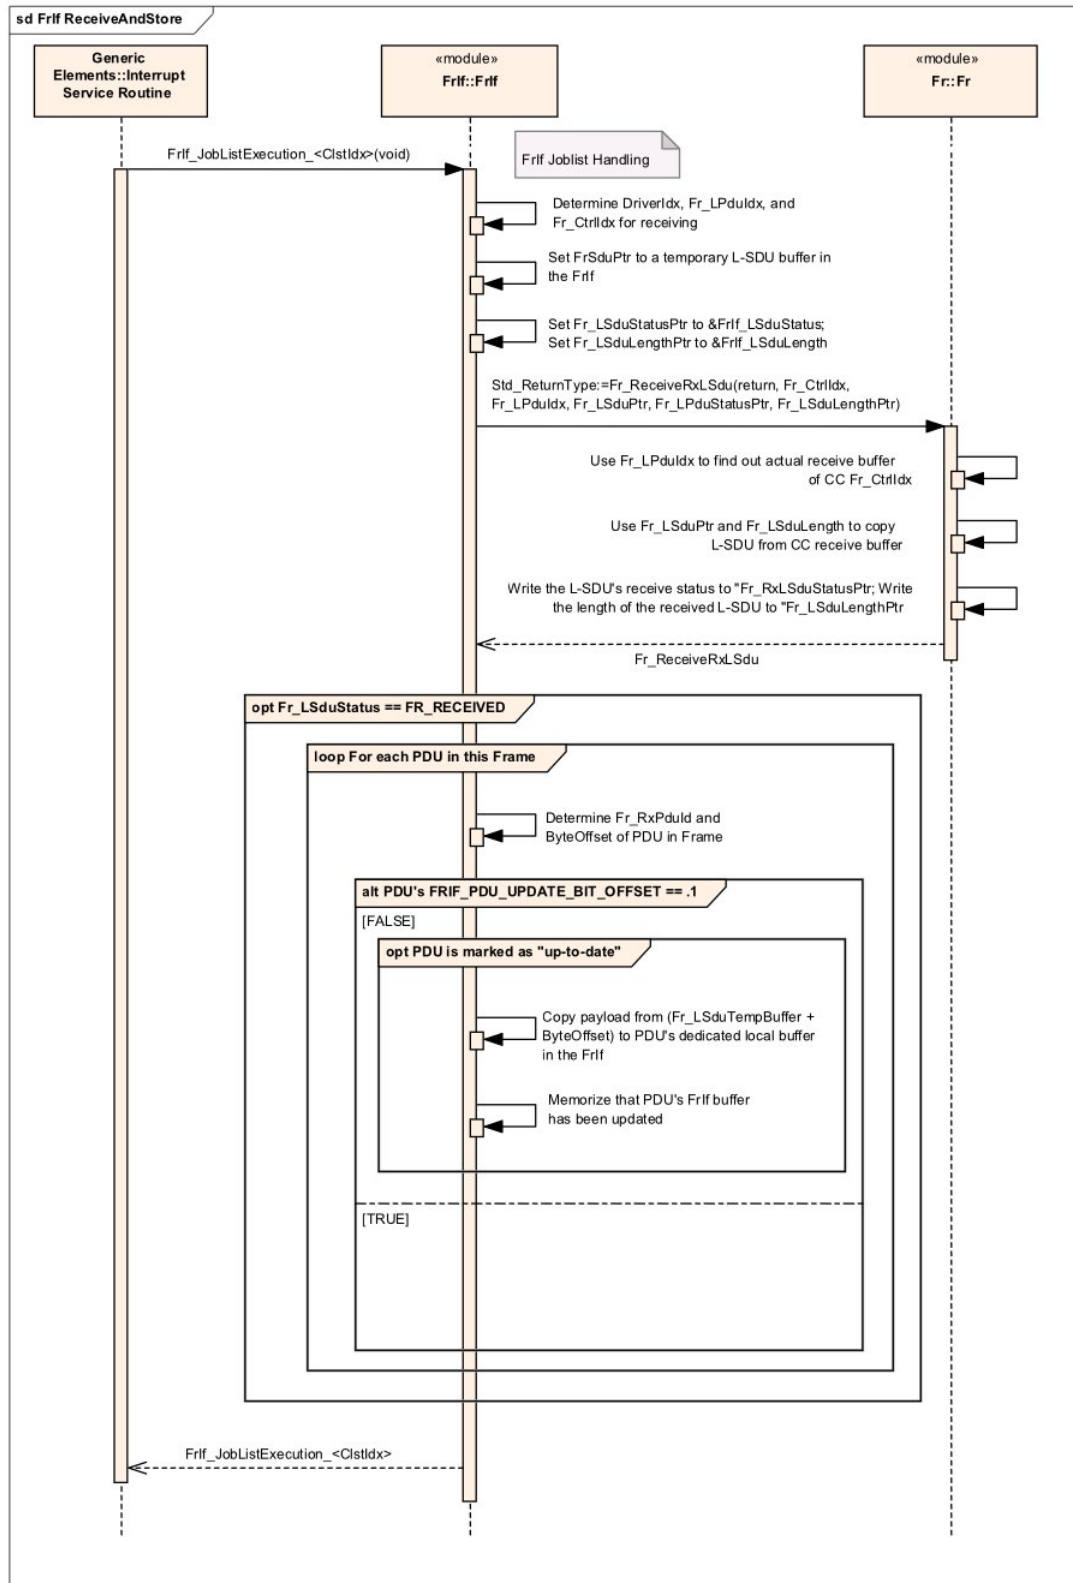 sd FrIf ReceiveAndStore
Generic
Elements::Interrupt
Service Routine
«module»
FrIf::FrIf
«module»
Fr::Fr
FrIf_JobListExecution_<ClstIdx>(void)
FrIf Joblist Handling
Determine DriverIdx, Fr_LPduIdx, and
Fr_CtrlIdx for receiving
Set FrSduPtr to a temporary L-SDU buffer in
the FrIf
Set Fr_LSduStatusPtr to &FrIf_LSduStatus;
Set Fr_LSduLengthPtr to &FrIf_LSduLength
Std_ReturnType:=Fr_ReceiveRxLSdu(return, Fr_CtrlIdx,
Fr_LPduIdx, Fr_LSduPtr, Fr_LPduStatusPtr, Fr_LSduLengthPtr)
Use Fr_LPduIdx to find out actual receive buffer
of CC Fr_CtrlIdx
Use Fr_LSduPtr and Fr_LSduLength to copy
L-SDU from CC receive buffer
Write the L-SDU's receive status to "Fr_RxLSduStatusPtr; Write
the length of the received L-SDU to "Fr_LSduLengthPtr
Fr_ReceiveRxLSdu
opt Fr_LSduStatus == FR_RECEIVED
loop For each PDU in this Frame
Determine Fr_RxPduId and
ByteOffset of PDU in Frame
alt PDU's FRIF_PDU_UPDATE_BIT_OFFSET == .1
[FALSE]
opt PDU is marked as "up-to-date"
Copy payload from (Fr_LSduTempBuffer +
ByteOffset) to PDU's dedicated local buffer
in the FrIf
Memorize that PDU's FrIf buffer
has been updated
[TRUE]
FrIf_JobListExecution_<ClstIdx>